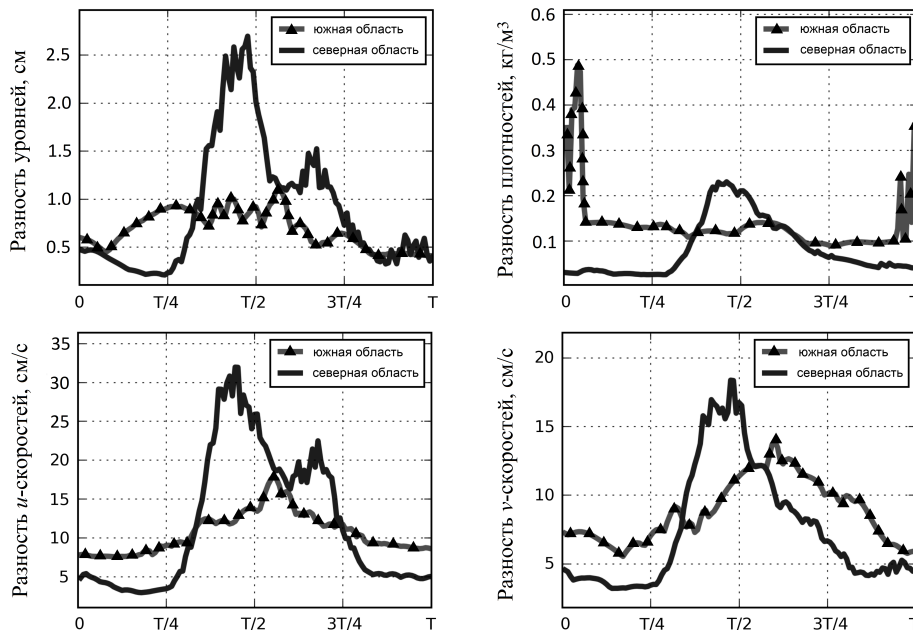 Разность уровней, см
2.5
2.0
1.5
1.0
0.5
0
T/4
T/2
3T/4
T
южная область
северная область
Разность плотностей, кг/м³
0.6
0.5
0.4
0.3
0.2
0.1
0
T/4
T/2
3T/4
T
южная область
северная область
Разность u-скоростей, см/с
35
30
25
20
15
10
5
0
T/4
T/2
3T/4
T
южная область
северная область
Разность v-скоростей, см/с
20
15
10
5
0
T/4
T/2
3T/4
T
южная область
северная область